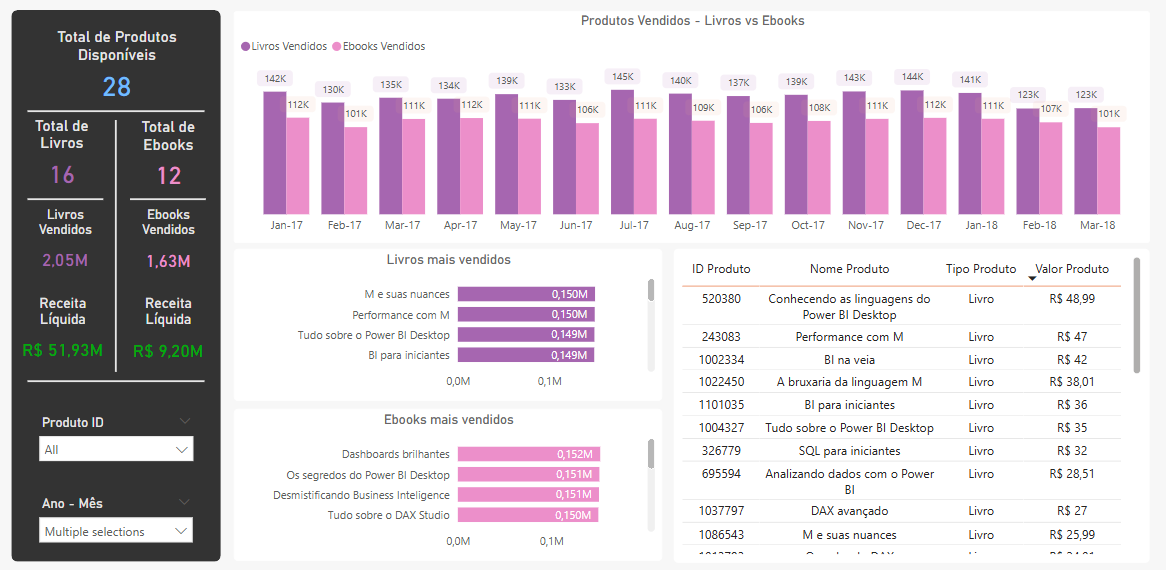 Total de Produtos
Disponíveis
28
Total de
Livros
16
Total de
Ebooks
12
Livros
Vendidos
2,05M
Ebooks
Vendidos
1,63M
Receita
Líquida
R$ 51,93M
Receita
Líquida
R$ 9,20M
Produto ID
All
Ano - Mês
Multiple selections
Produtos Vendidos - Livros vs Ebooks
Livros Vendidos Ebooks Vendidos
142K 112K 130K 101K 135K 111K 134K 112K 139K 111K 133K 106K 145K 111K 140K 109K 137K 106K 139K 108K 143K 111K 144K 112K 141K 111K 123K 107K 123K 101K
Jan-17 Feb-17 Mar-17 Apr-17 May-17 Jun-17 Jul-17 Aug-17 Sep-17 Oct-17 Nov-17 Dec-17 Jan-18 Feb-18 Mar-18
Livros mais vendidos
M e suas nuances 0,150M
Performance com M 0,150M
Tudo sobre o Power BI Desktop 0,149M
BI para iniciantes 0,149M
0,0M 0,1M
Ebooks mais vendidos
Dashboards brilhantes 0,152M
Os segredos do Power BI Desktop 0,151M
Desmistificando Business Inteligence 0,151M
Tudo sobre o DAX Studio 0,150M
0,0M 0,1M
ID Produto Nome Produto Tipo Produto Valor Produto
520380 Conhecendo as linguagens do Livro R$ 48,99
Power BI Desktop
243083 Performance com M Livro R$ 47
1002334 BI na veia Livro R$ 42
1022450 A bruxaria da linguagem M Livro R$ 38,01
1101035 BI para iniciantes Livro R$ 36
1004327 Tudo sobre o Power BI Desktop Livro R$ 35
326779 SQL para iniciantes Livro R$ 32
695594 Analizando dados com o Power Livro R$ 28,51
BI
1037797 DAX avançado Livro R$ 27
1086543 M e suas nuances Livro R$ 25,99